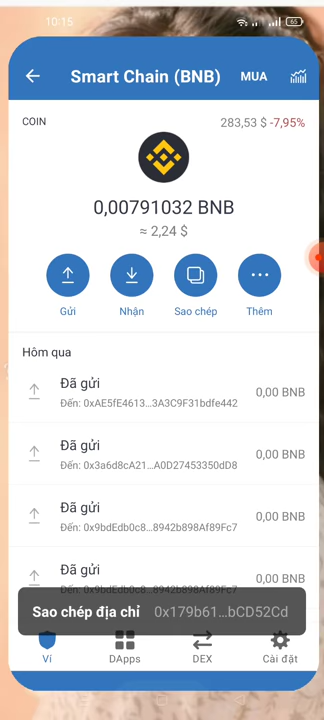 10:15
65
Smart Chain (BNB)
MUA
COIN
283,53 $ -7,95%
0,00791032 BNB
≈ 2,24 $
Gửi
Nhận
Sao chép
Thêm
Hôm qua
Đã gửi
0,00 BNB
Đến: 0xAE5fE4613...3A3C9F31bdfe442
Đã gửi
0,00 BNB
Đến: 0x3a6d8cA21...A0D27453350dD8
Đã gửi
0,00 BNB
Đến: 0x9bdEdb0c8...8942b898Af89Fc7
Đã gửi
0,00 BNB
Đến: 0x9bdEdb0c8...8942b898Af89Fc7
Sao chép địa chỉ 0x179b61...bCD52Cd
Ví
DApps
DEX
Cài đặt